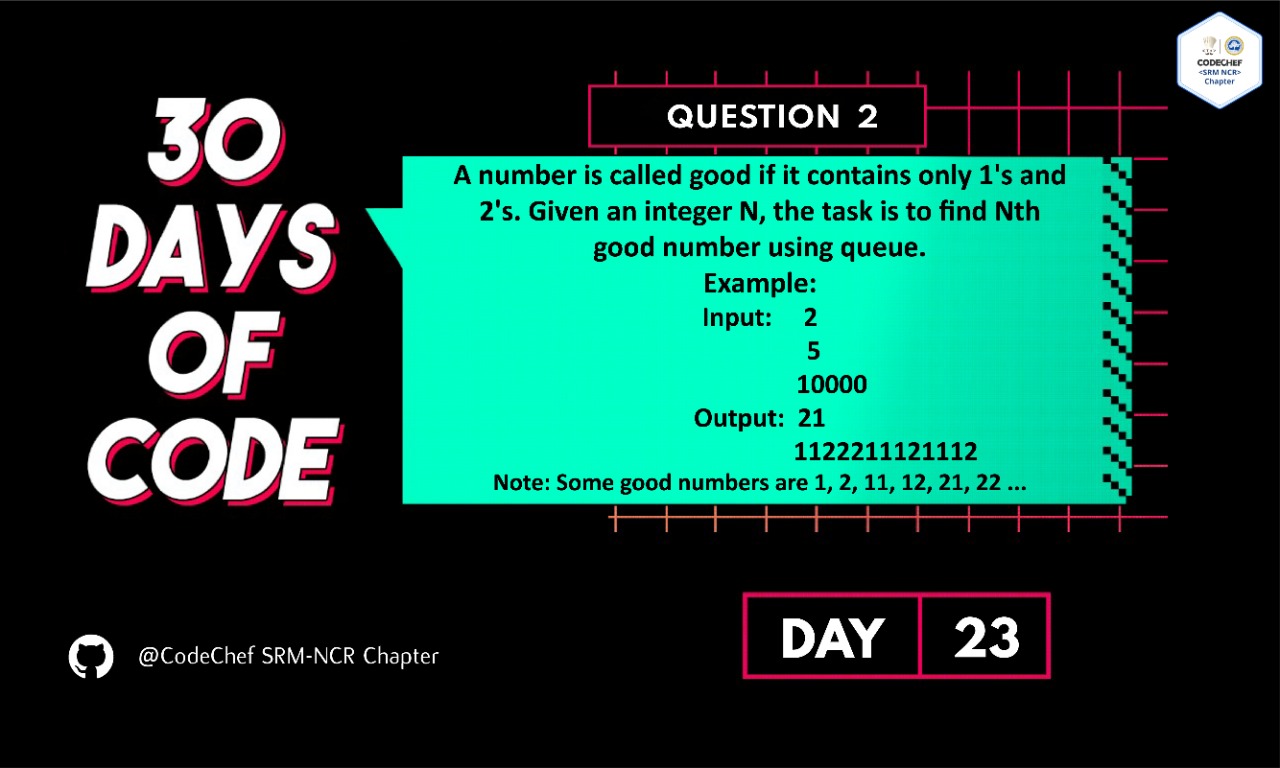 CODECHEF
<SRM NCR>
Chapter
30
DAYS
OF
CODE
QUESTION 2
A number is called good if it contains only 1's and
2's. Given an integer N, the task is to find Nth
good number using queue.
Example:
Input: 2
5
10000
Output: 21
1122211121112
Note: Some good numbers are 1, 2, 11, 12, 21, 22 ...
DAY 23
@CodeChef SRM-NCR Chapter